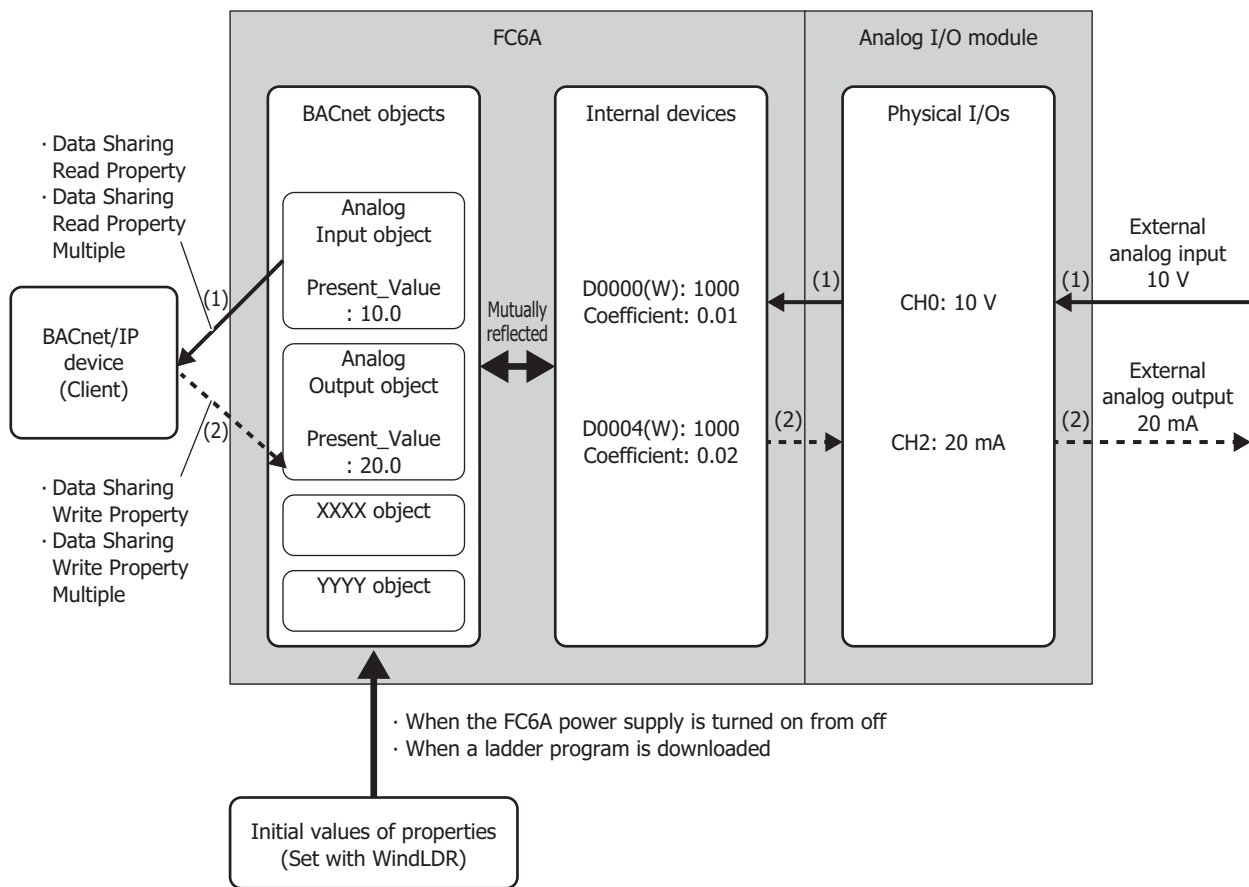 FC6A
Analog I/O module
BACnet objects
Internal devices
Physical I/Os
· Data Sharing
Read Property
· Data Sharing
Read Property
Multiple
(1)
BACnet/IP
device
(Client)
(2)
· Data Sharing
Write Property
· Data Sharing
Write Property
Multiple
Analog
Input object
Present_Value
: 10.0
Analog
Output object
Present_Value
: 20.0
XXXX object
YYYY object
Mutually
reflected
D0000(W): 1000
Coefficient: 0.01
D0004(W): 1000
Coefficient: 0.02
(1)
(2)
CH0: 10 V
CH2: 20 mA
(1)
External
analog input
10 V
(2)
External
analog output
20 mA
· When the FC6A power supply is turned on from off
· When a ladder program is downloaded
Initial values of properties
(Set with WindLDR)